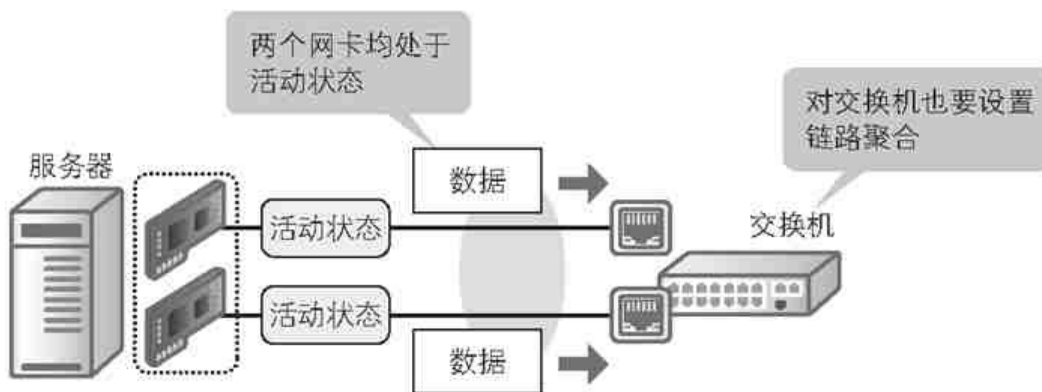 两个网卡均处于
活动状态
对交换机也要设置
链路聚合
服务器
数据
活动状态
交换机
活动状态
数据